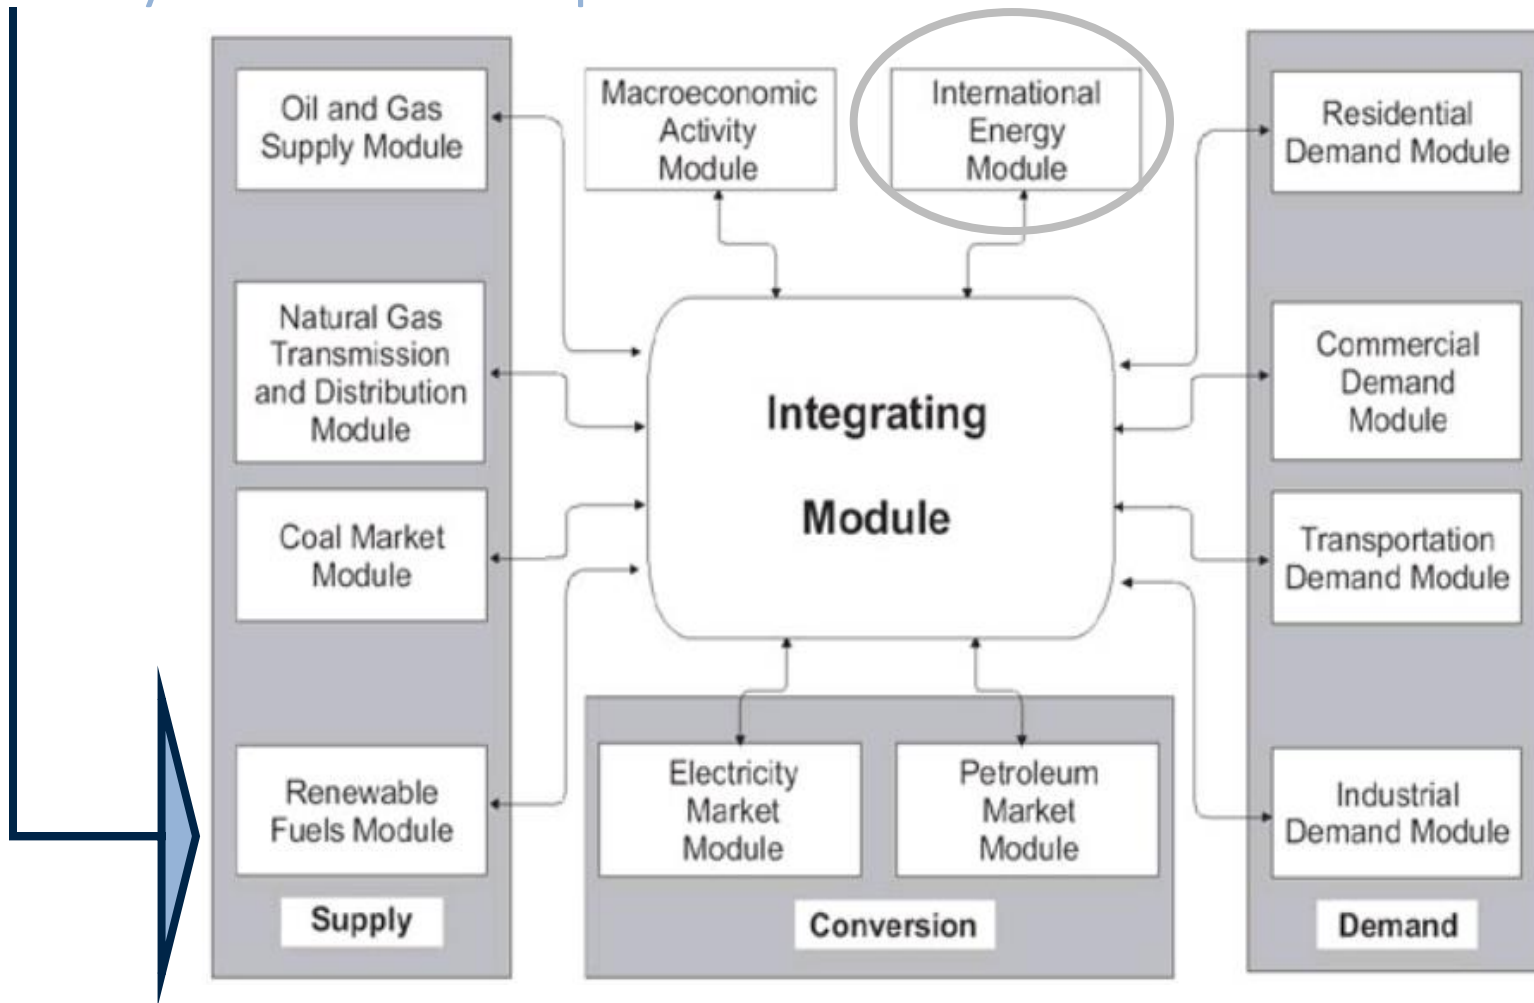 Oil and Gas
Supply Module
Natural Gas
Transmission
and Distribution
Module
Coal Market
Module
Renewable
Fuels Module
Supply
Macroeconomic
Activity
Module
International
Energy
Module
Integrating
Module
Electricity
Market
Module
Petroleum
Market
Module
Conversion
Residential
Demand Module
Commercial
Demand
Module
Transportation
Demand Module
Industrial
Demand Module
Demand